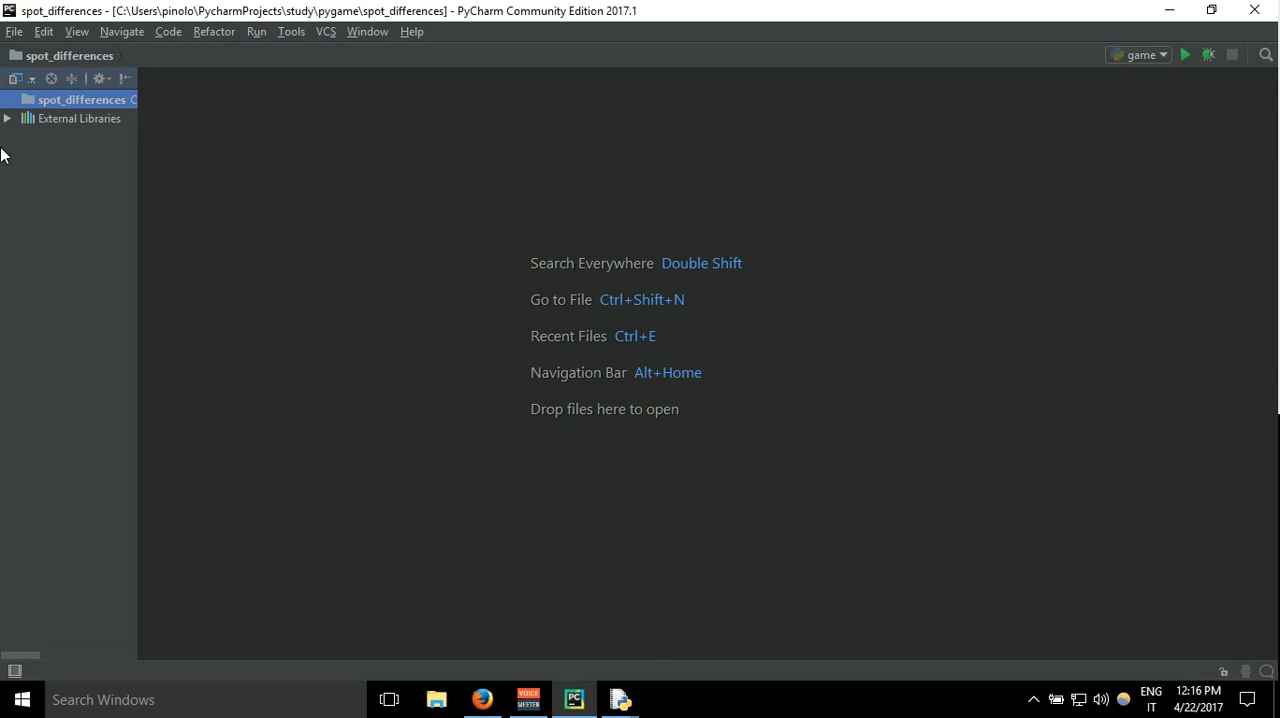 spot_differences - [C:\Users\pinolo\PycharmProjects\study\pygame\spot_differences] - PyCharm Community Edition 2017.1
File Edit View Navigate Code Refactor Run Tools VCS Window Help
spot_differences
game
spot_differences C
External Libraries
Search Everywhere Double Shift
Go to File Ctrl+Shift+N
Recent Files Ctrl+E
Navigation Bar Alt+Home
Drop files here to open
Search Windows
VOICE
MEETER
PC
ENG
IT
12:16 PM
4/22/2017